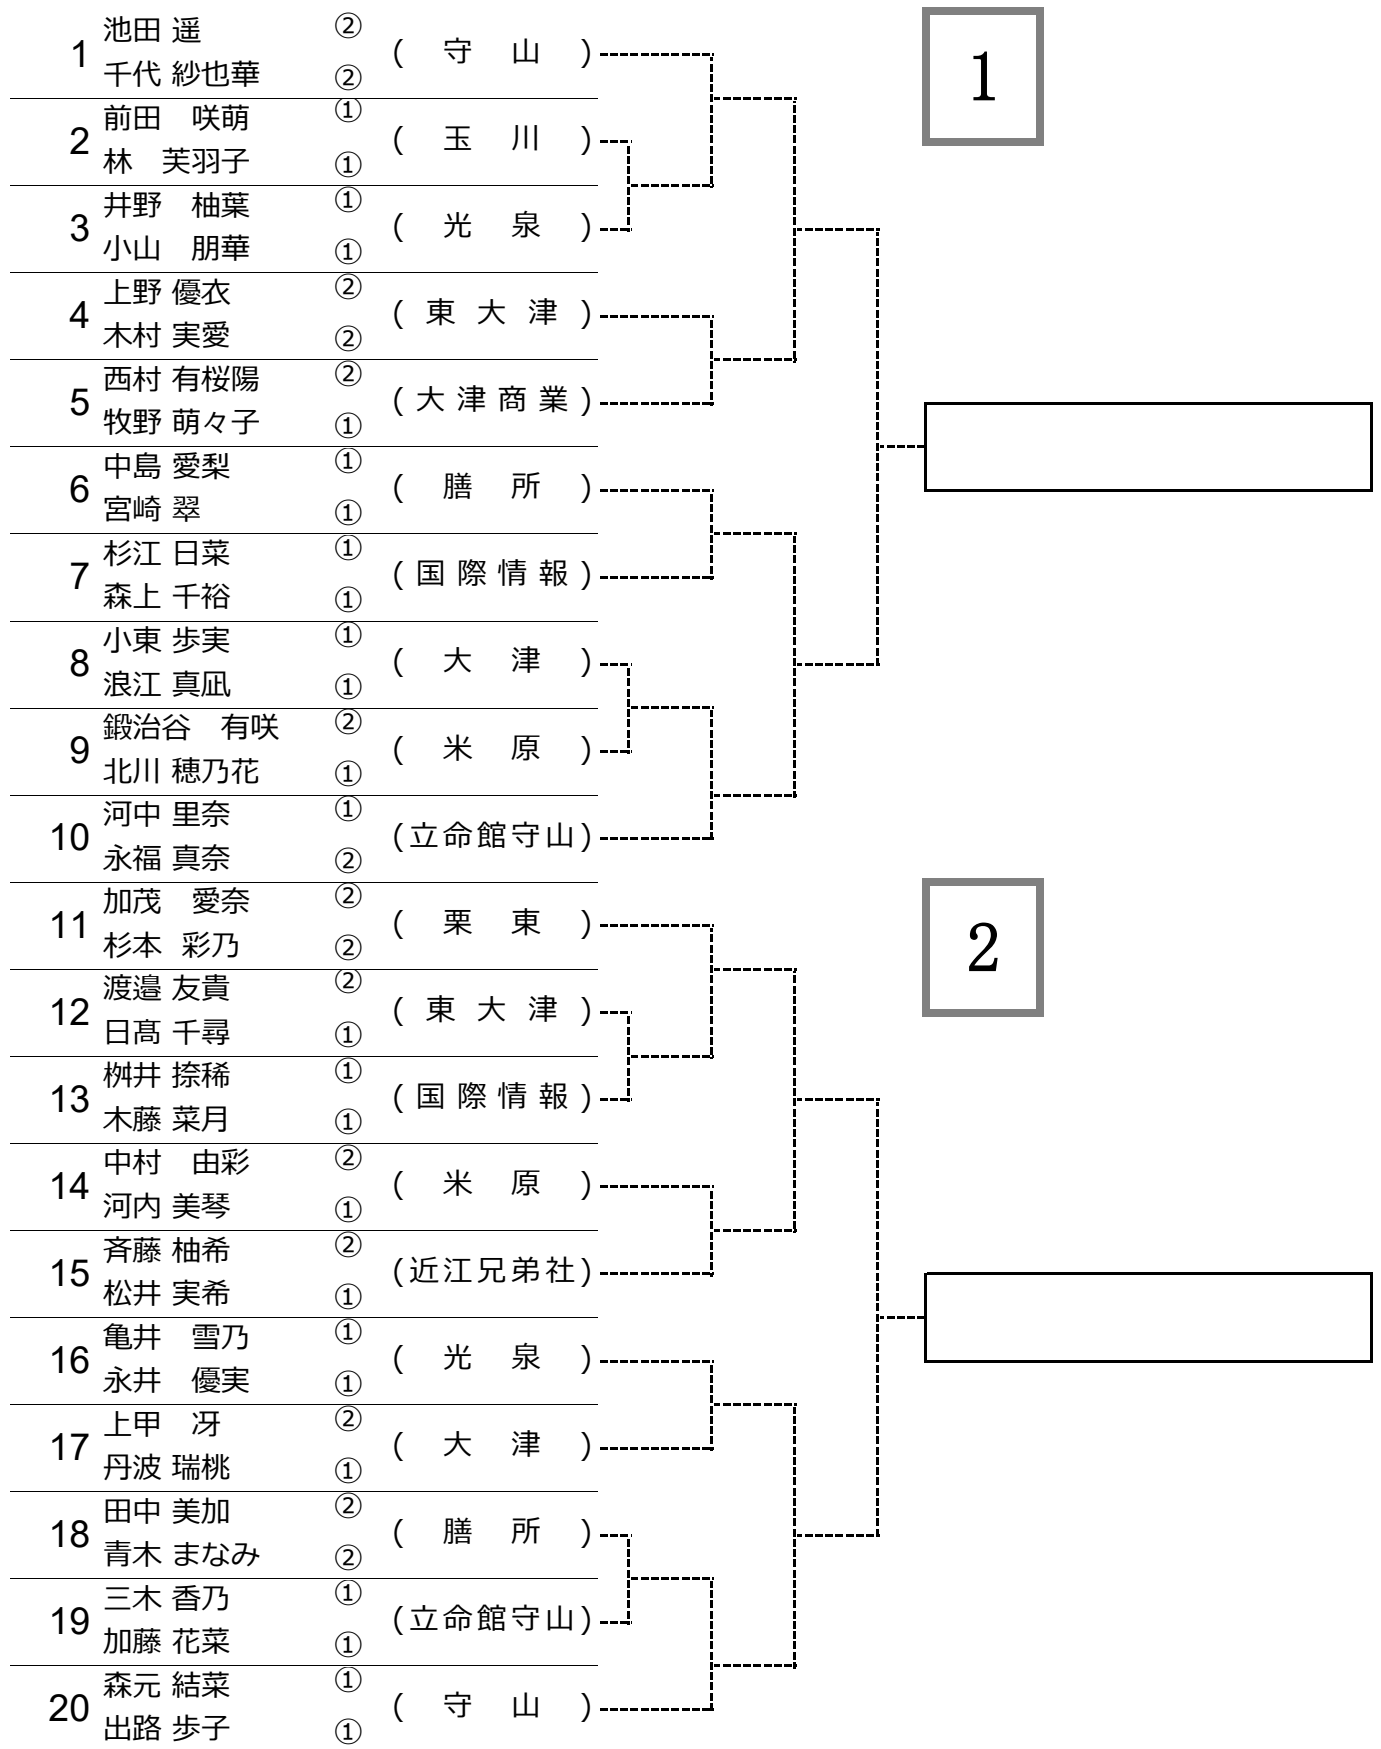 池田 遥 ②
1 ( 守 山 )
千代 紗也華 ②
1
前田 咲萌 ①
2 ( 玉 川 )
林 芙羽子 ①
井野 柚葉 ①
3 ( 光 泉 )
小山 朋華 ①
上野 優衣 ②
4 ( 東 大 津 )
木村 実愛 ②
西村 有桜陽 ②
5 ( 大 津 商 業 )
牧野 萌々子 ①
中島 愛梨 ①
6 ( 膳 所 )
宮崎 翠 ①
杉江 日菜 ①
7 ( 国 際 情 報 )
森上 千裕 ①
小東 歩実 ①
8 ( 大 津 )
浪江 真凪 ①
鍛治谷 有咲 ②
9 ( 米 原 )
北川 穂乃花 ①
河中 里奈 ①
10 (立命館守山)
永福 真奈 ②
加茂 愛奈 ②
11 ( 栗 東 )
杉本 彩乃 ②
2
渡邉 友貴 ②
12 ( 東 大 津 )
日髙 千尋 ①
桝井 捺稀 ①
13 ( 国 際 情 報 )
木藤 菜月 ①
中村 由彩 ②
14 ( 米 原 )
河内 美琴 ①
斉藤 柚希 ②
15 (近江兄弟社)
松井 実希 ①
亀井 雪乃 ①
16 ( 光 泉 )
永井 優実 ①
上甲 冴 ②
17 ( 大 津 )
丹波 瑞桃 ①
田中 美加 ②
18 ( 膳 所 )
青木 まなみ ②
三木 香乃 ①
19 (立命館守山)
加藤 花菜 ①
森元 結菜 ①
20 ( 守 山 )
出路 歩子 ①